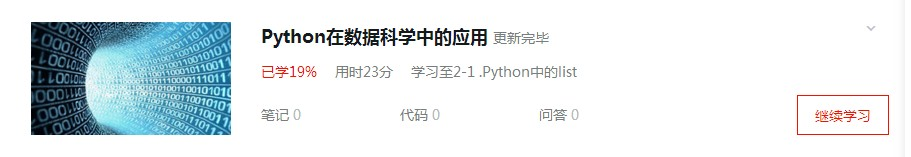 Python在数据科学中的应用 更新完毕
已学19% 用时23分 学习至2-1 .Python中的list
笔记 0 代码 0 问答 0
继续学习